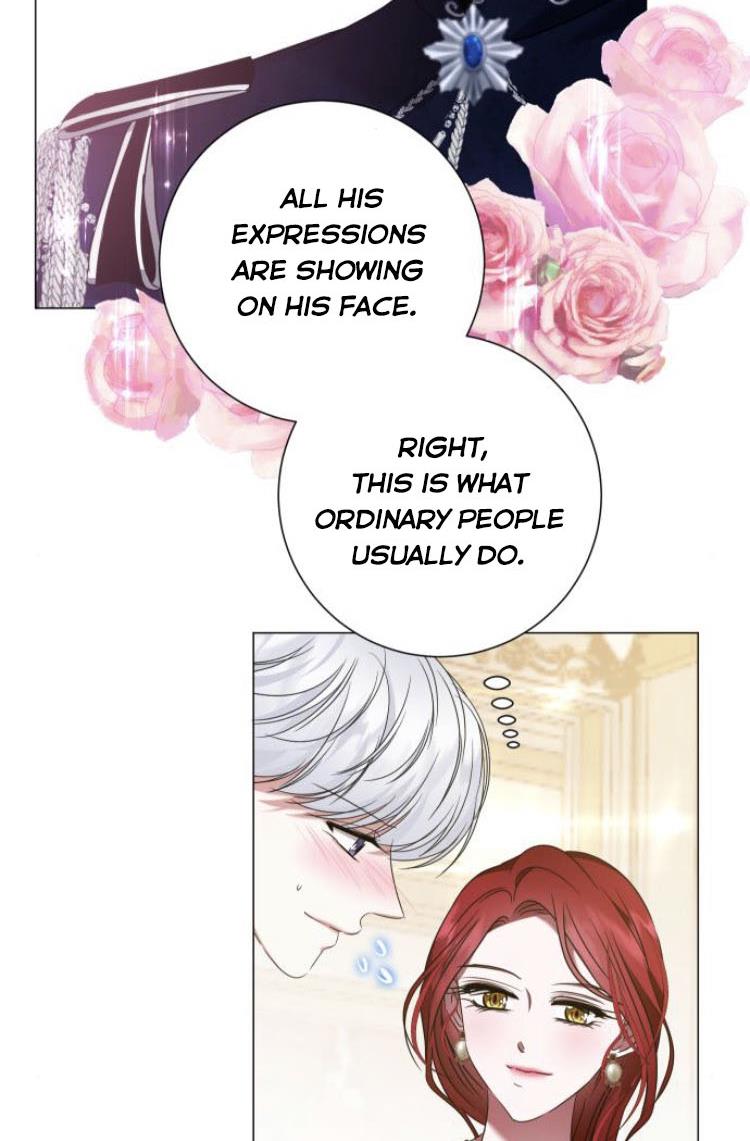 ALL HIS
EXPRESSIONS
ARE SHOWING
ON HIS FACE.
RIGHT,
THIS IS WHAT
ORDINARY PEOPLE
USUALLY DO.